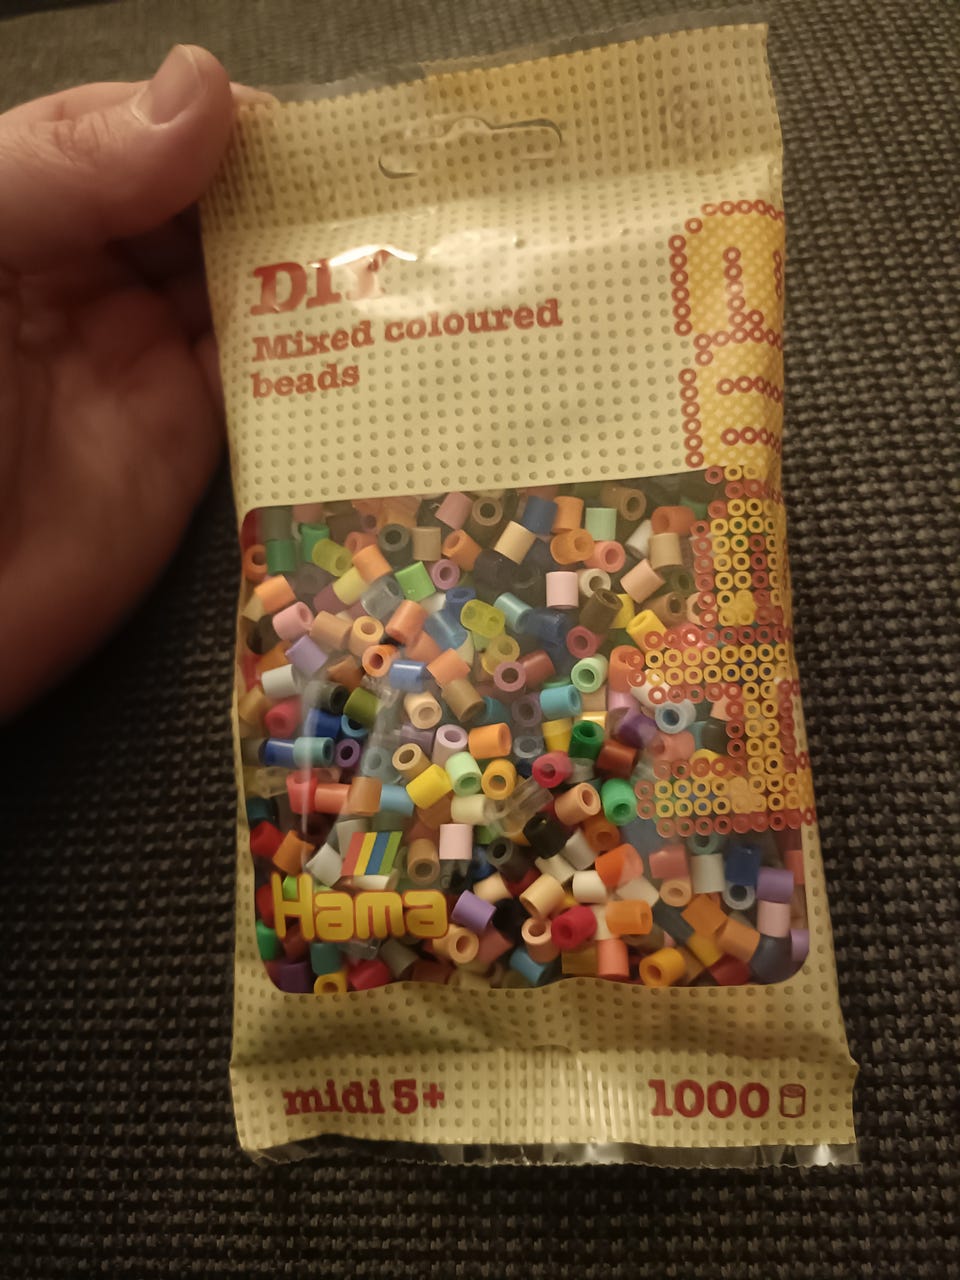 DIY
Mixed coloured
beads
Hama
midi 5+
1000